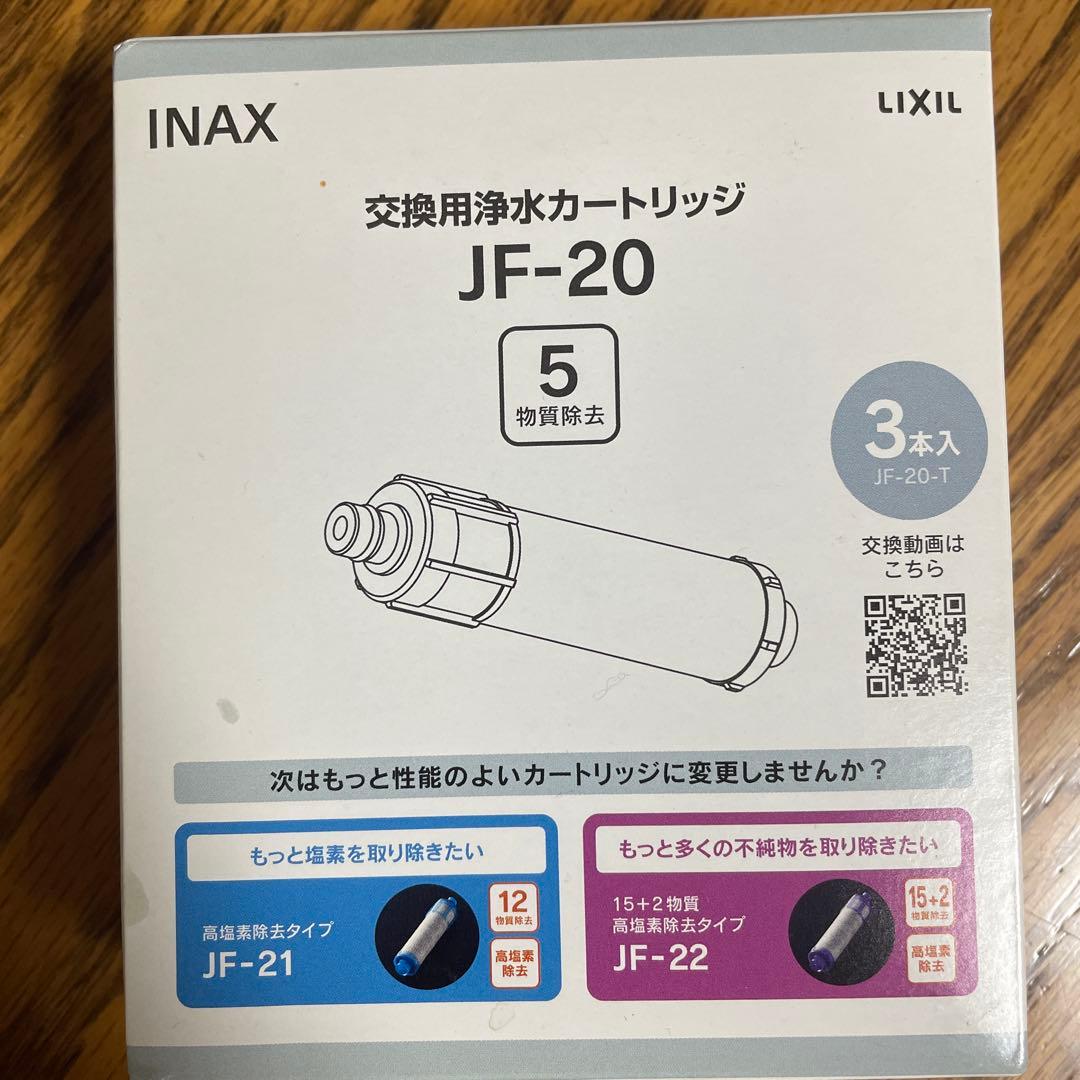 INAX
LIXIL
交換用浄水カートリッジ
JF-20
5
物質除去
3本入
JF-20-T
交換動画は
こちら
次はもっと性能のよいカートリッジに変更しませんか？
もっと塩素を取り除きたい
高塩素除去タイプ
JF-21
12
物質除去
高塩素
除去
もっと多くの不純物を取り除きたい
15+2物質
高塩素除去タイプ
JF-22
15+2
物質除去
高塩素
除去